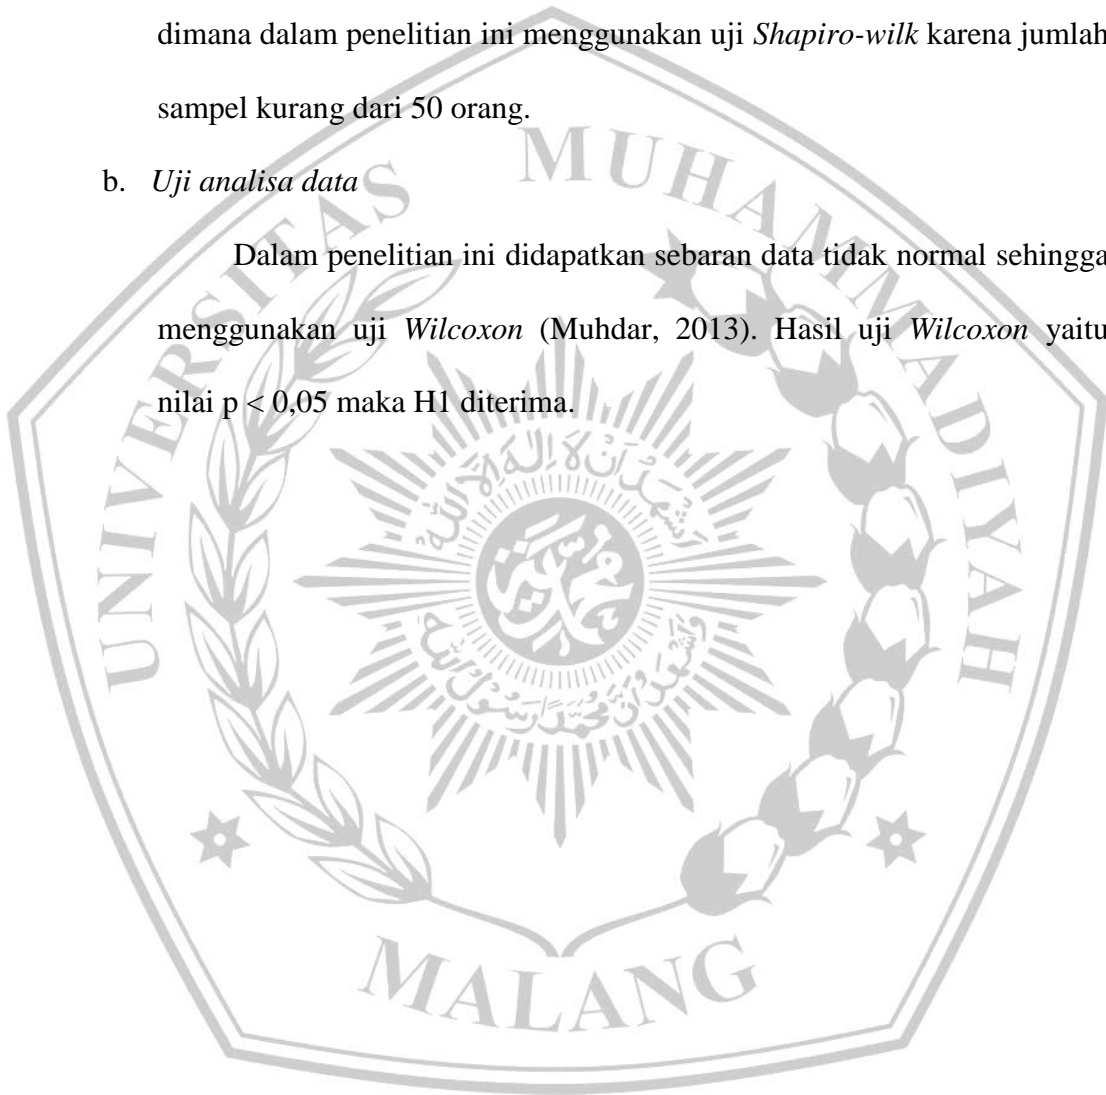 dimana dalam penelitian ini menggunakan uji Shapiro-wilk karena jumlah
sampel kurang dari 50 orang.
b. Uji analisa data
Dalam penelitian ini didapatkan sebaran data tidak normal sehingga
menggunakan uji Wilcoxon (Muhdar, 2013). Hasil uji Wilcoxon yaitu
nilai p < 0,05 maka H1 diterima.
UNIVERSITAS MUHAMMADIYAH
MALANG